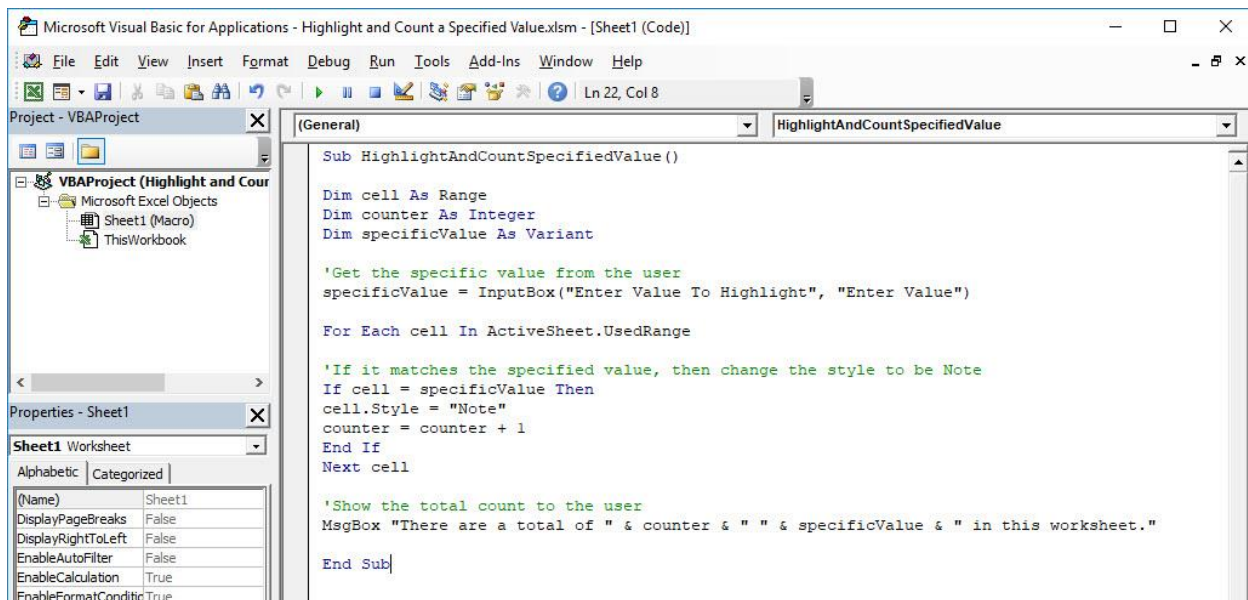 Microsoft Visual Basic for Applications - Highlight and Count a Specified Value.xlsm - [Sheet1 (Code)]
File Edit View Insert Format Debug Run Tools Add-Ins Window Help
Ln 22, Col 8
Project - VBAProject
VBAProject (Highlight and Cour
Microsoft Excel Objects
Sheet1 (Macro)
ThisWorkbook
Properties - Sheet1
Sheet1 Worksheet
Alphabetic Categorized
(Name) Sheet1
DisplayPageBreaks False
DisplayRightToLeft False
EnableAutoFilter False
EnableCalculation True
EnableFormatConditic True
(General) HighlightAndCountSpecifiedValue
Sub HighlightAndCountSpecifiedValue()
Dim cell As Range
Dim counter As Integer
Dim specificValue As Variant
'Get the specific value from the user
specificValue = InputBox("Enter Value To Highlight", "Enter Value")
For Each cell In ActiveSheet.UsedRange
'If it matches the specified value, then change the style to be Note
If cell = specificValue Then
cell.Style = "Note"
counter = counter + 1
End If
Next cell
'Show the total count to the user
MsgBox "There are a total of " & counter & " " & specificValue & " in this worksheet."
End Sub